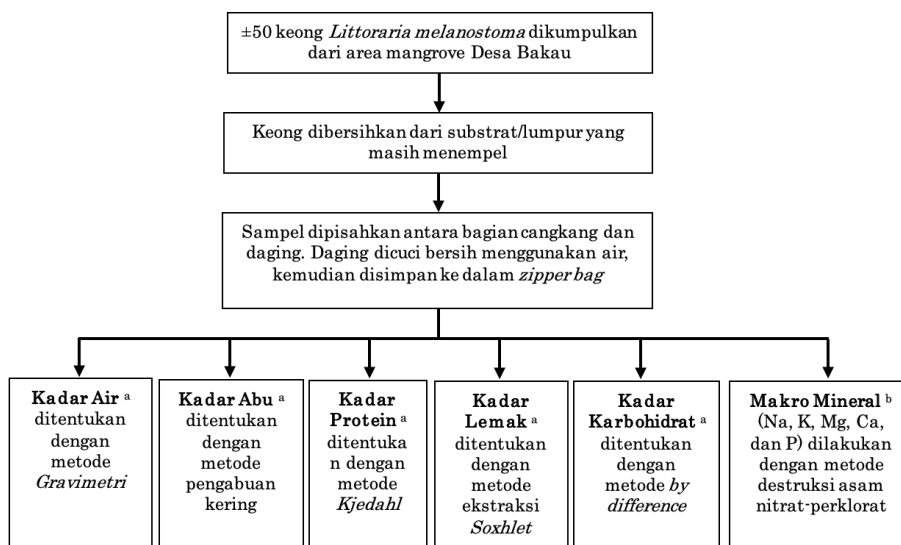 ±50 keong Littoraria melanostoma dikumpulkan
dari area mangrove Desa Bakau
Keong dibersihkan dari substrat/lumpur yang
masih menempel
Sampel dipisahkan antara bagian cangkang dan
daging. Daging dicuci bersih menggunakan air,
kemudian disimpan ke dalam zipper bag
Kadar Air ᵃ
ditentukan
dengan
metode
Gravimetri
Kadar Abu ᵃ
ditentukan
dengan
metode
pengabuan
kering
Kadar
Protein ᵃ
ditentuka
n dengan
metode
Kjedahl
Kadar
Lemak ᵃ
ditentukan
dengan
metode
ekstraksi
Soxhlet
Kadar
Karbohidrat ᵃ
ditentukan
dengan
metode by
difference
Makro Mineral ᵇ
(Na, K, Mg, Ca,
dan P) dilakukan
dengan metode
destruksi asam
nitrat-perklorat